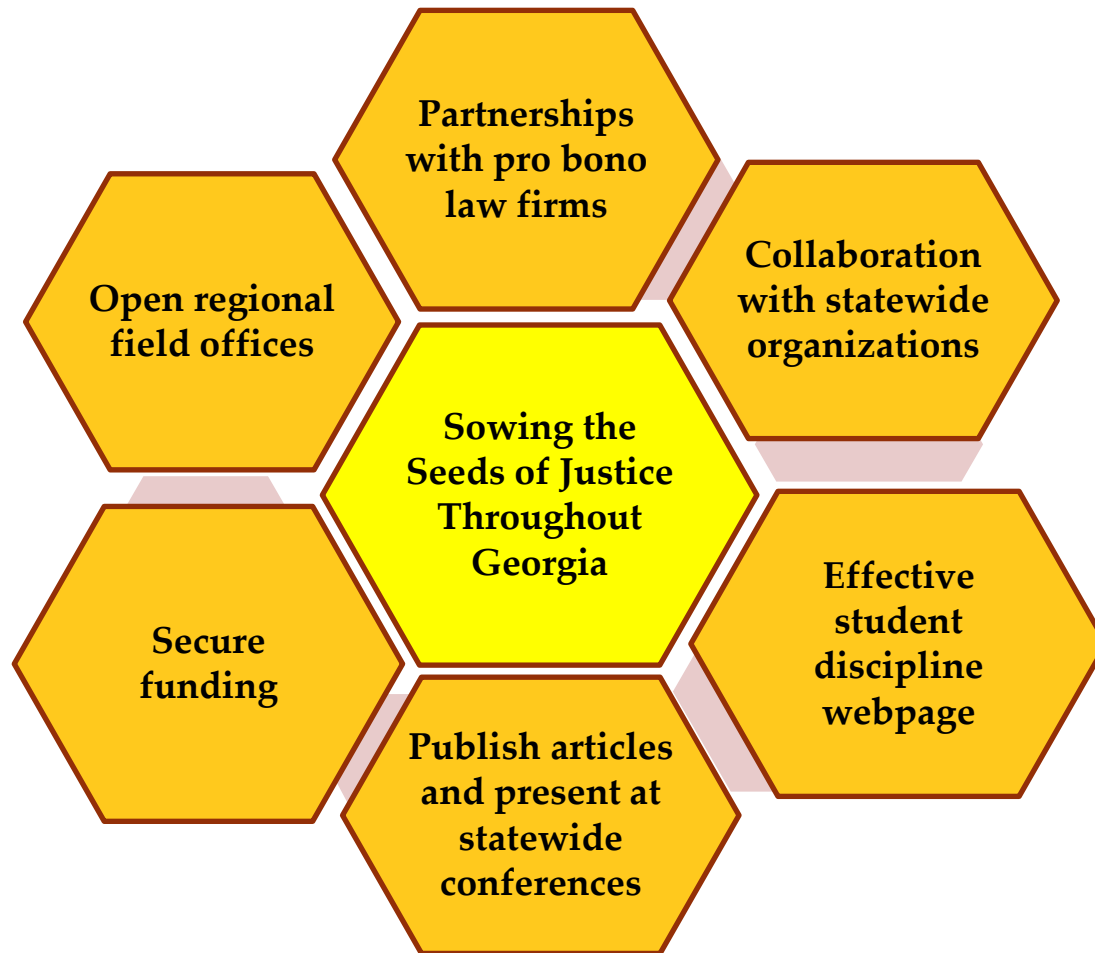 Partnerships
with pro bono
law firms
Collaboration
with statewide
organizations
Open regional
field offices
Sowing the
Seeds of Justice
Throughout
Georgia
Effective
student
discipline
webpage
Secure
funding
Publish articles
and present at
statewide
conferences